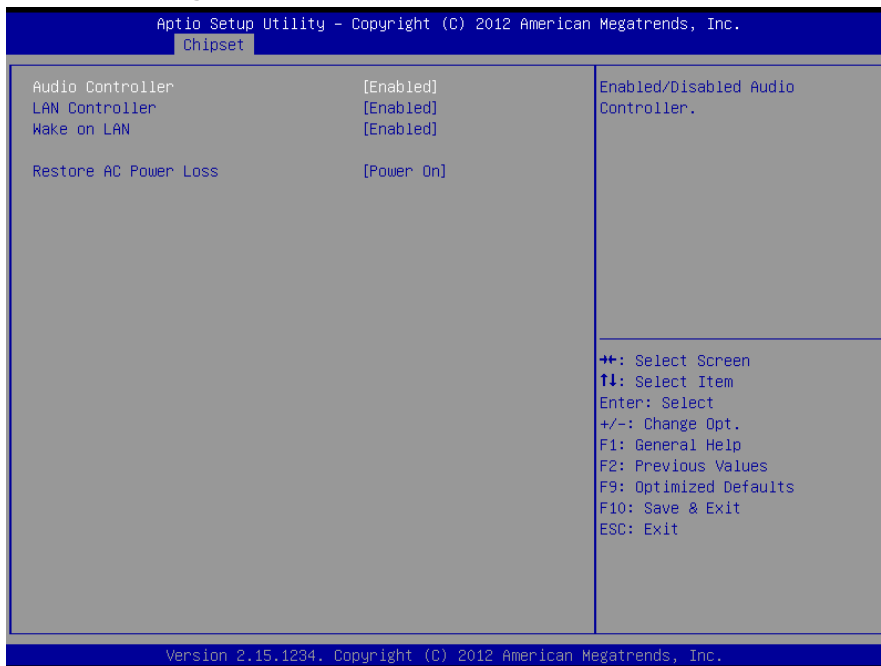 Aptio Setup Utility – Copyright (C) 2012 American Megatrends, Inc.
Chipset
Audio Controller [Enabled]
LAN Controller [Enabled]
Wake on LAN [Enabled]
Restore AC Power Loss [Power On]
Enabled/Disabled Audio
Controller.
→←: Select Screen
↑↓: Select Item
Enter: Select
+/-: Change Opt.
F1: General Help
F2: Previous Values
F9: Optimized Defaults
F10: Save & Exit
ESC: Exit
Version 2.15.1234. Copyright (C) 2012 American Megatrends, Inc.